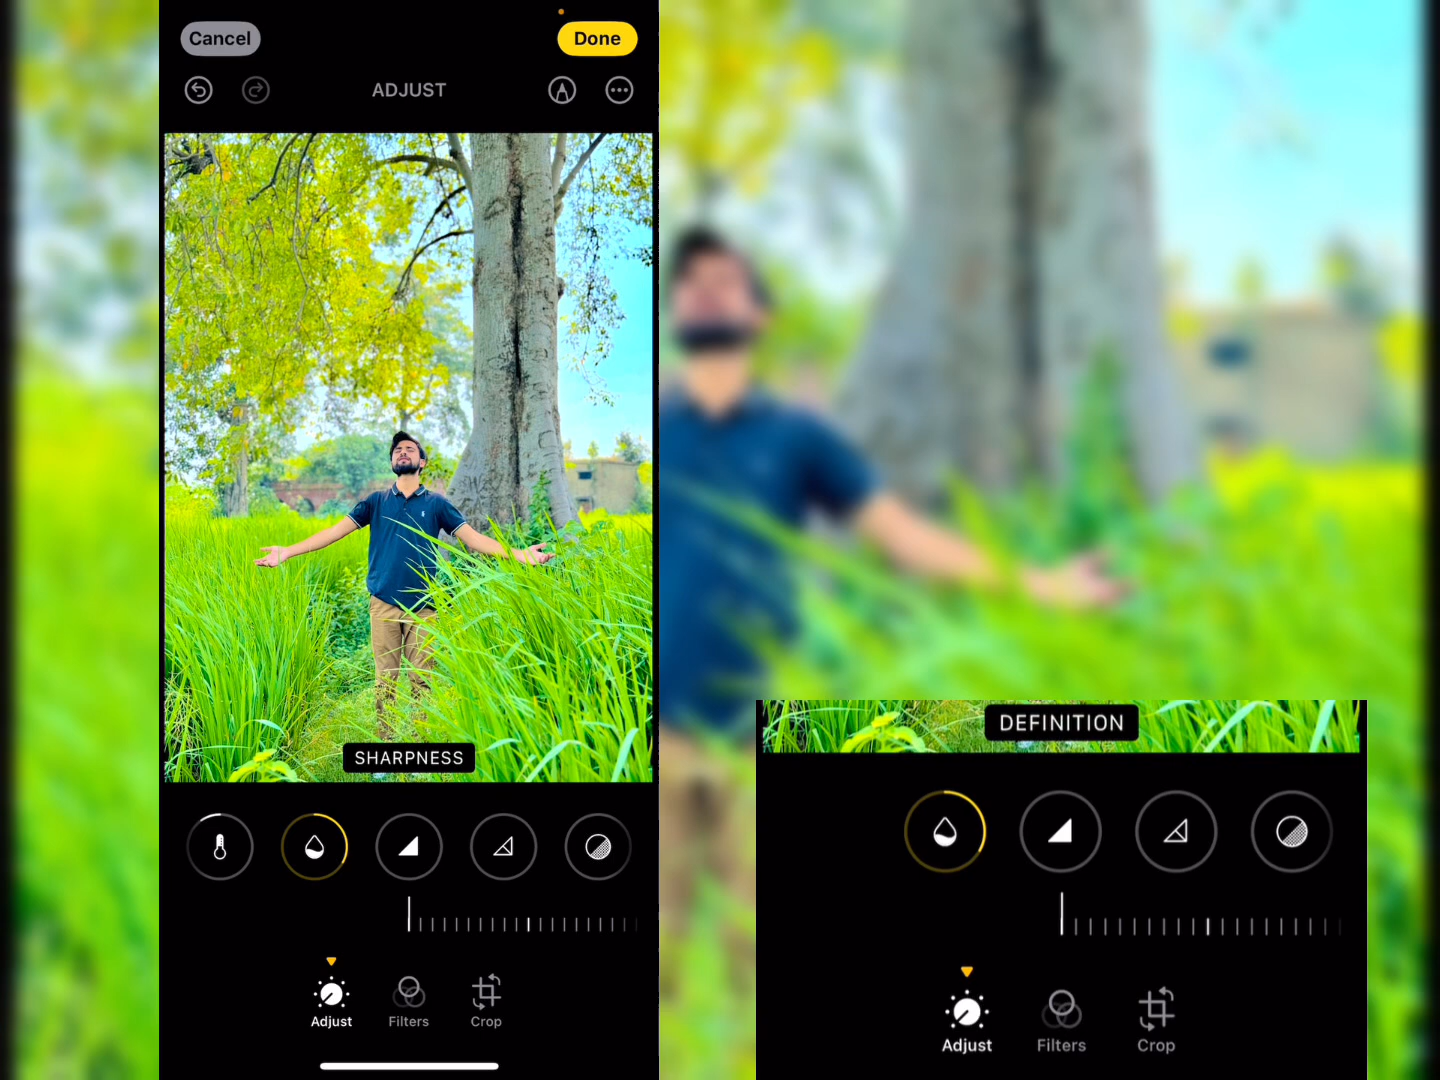 Cancel
Done
ADJUST
SHARPNESS
Adjust
Filters
Crop
DEFINITION
Adjust
Filters
Crop